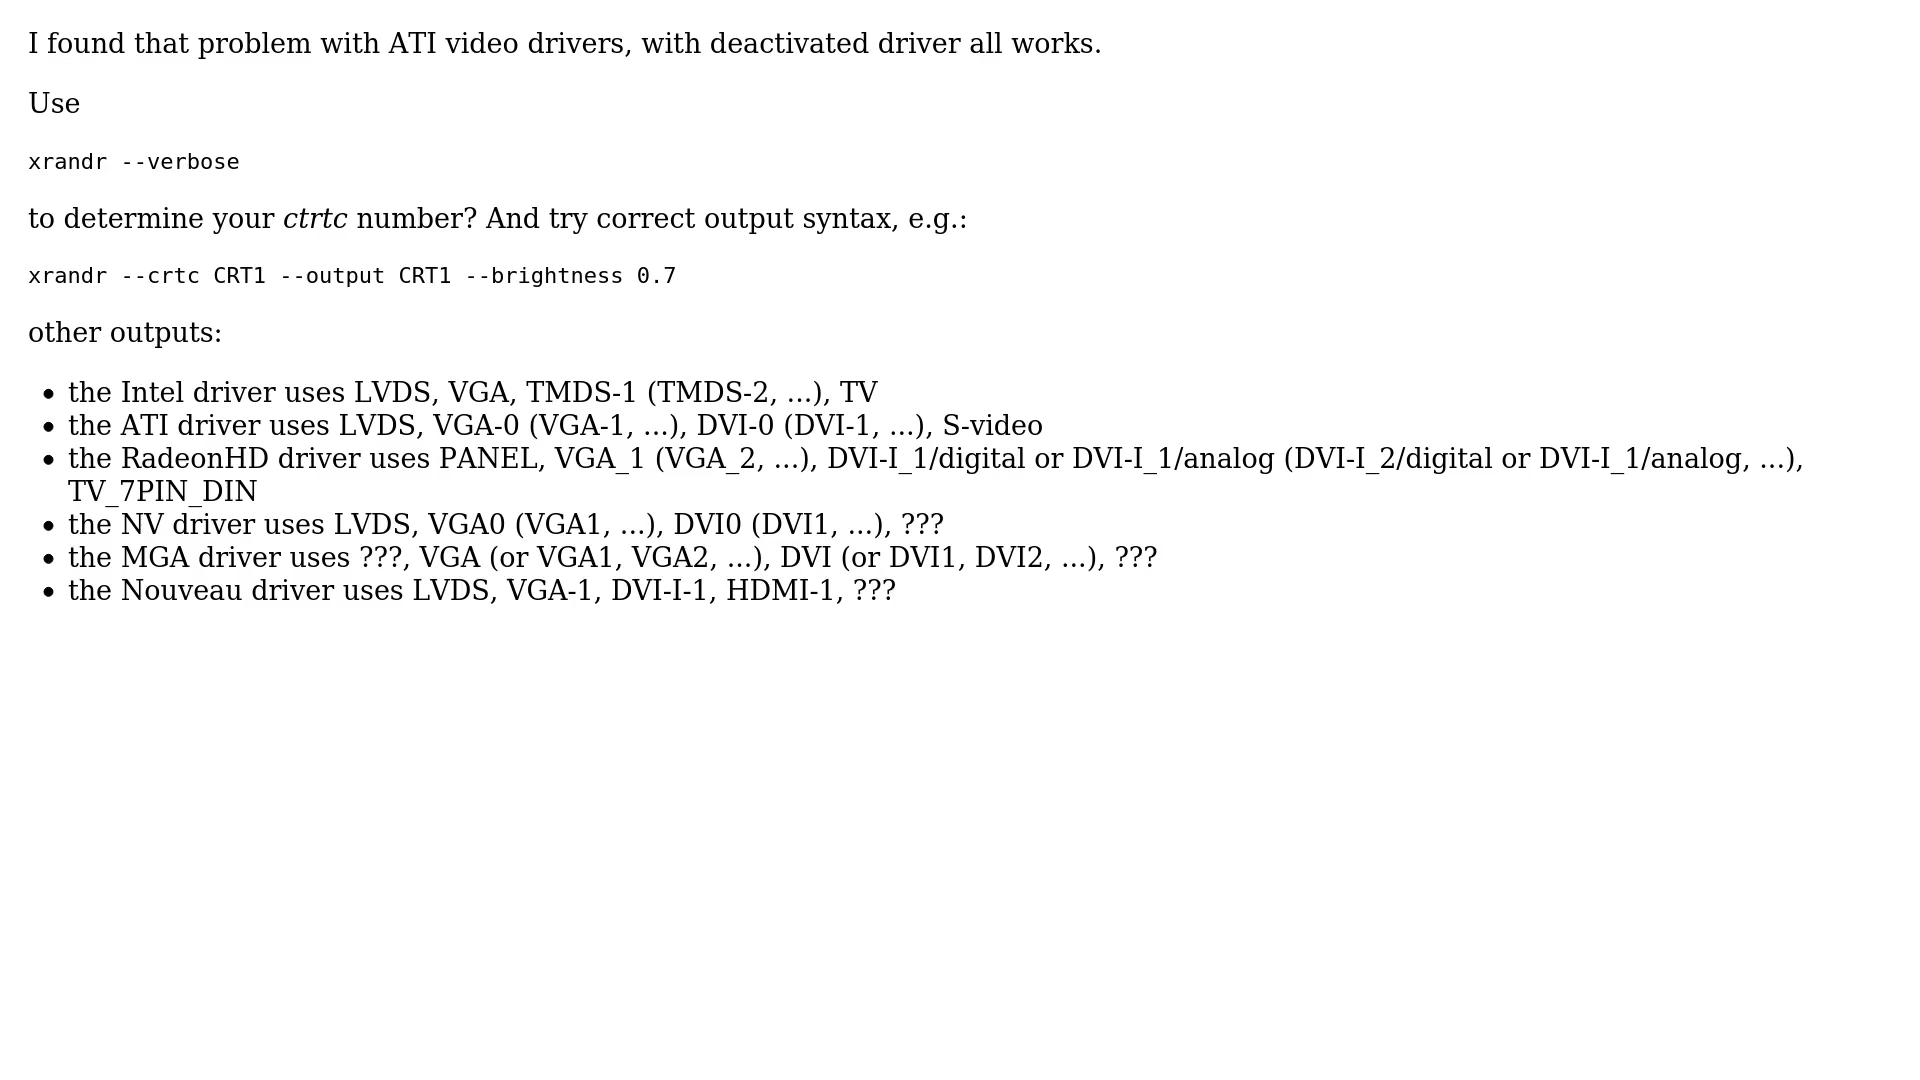 I found that problem with ATI video drivers, with deactivated driver all works.
Use
xrandr --verbose
to determine your ctrtc number? And try correct output syntax, e.g.:
xrandr --crtc CRT1 --output CRT1 --brightness 0.7
other outputs:
• the Intel driver uses LVDS, VGA, TMDS-1 (TMDS-2, ...), TV
• the ATI driver uses LVDS, VGA-0 (VGA-1, ...), DVI-0 (DVI-1, ...), S-video
• the RadeonHD driver uses PANEL, VGA_1 (VGA_2, ...), DVI-I_1/digital or DVI-I_1/analog (DVI-I_2/digital or DVI-I_1/analog, ...),
TV_7PIN_DIN
• the NV driver uses LVDS, VGA0 (VGA1, ...), DVI0 (DVI1, ...), ???
• the MGA driver uses ???, VGA (or VGA1, VGA2, ...), DVI (or DVI1, DVI2, ...), ???
• the Nouveau driver uses LVDS, VGA-1, DVI-I-1, HDMI-1, ???